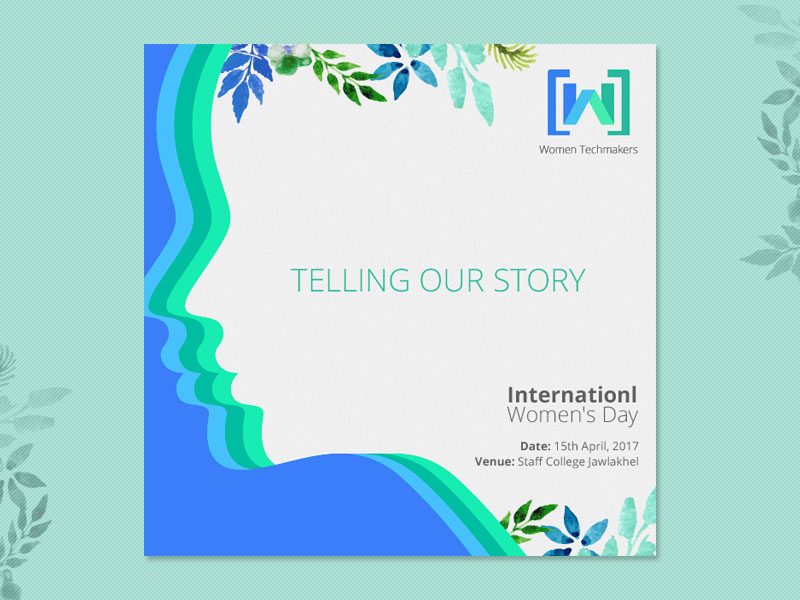 Women Techmakers
TELLING OUR STORY
Internationl
Women's Day
Date: 15th April, 2017
Venue: Staff College Jawlakhel